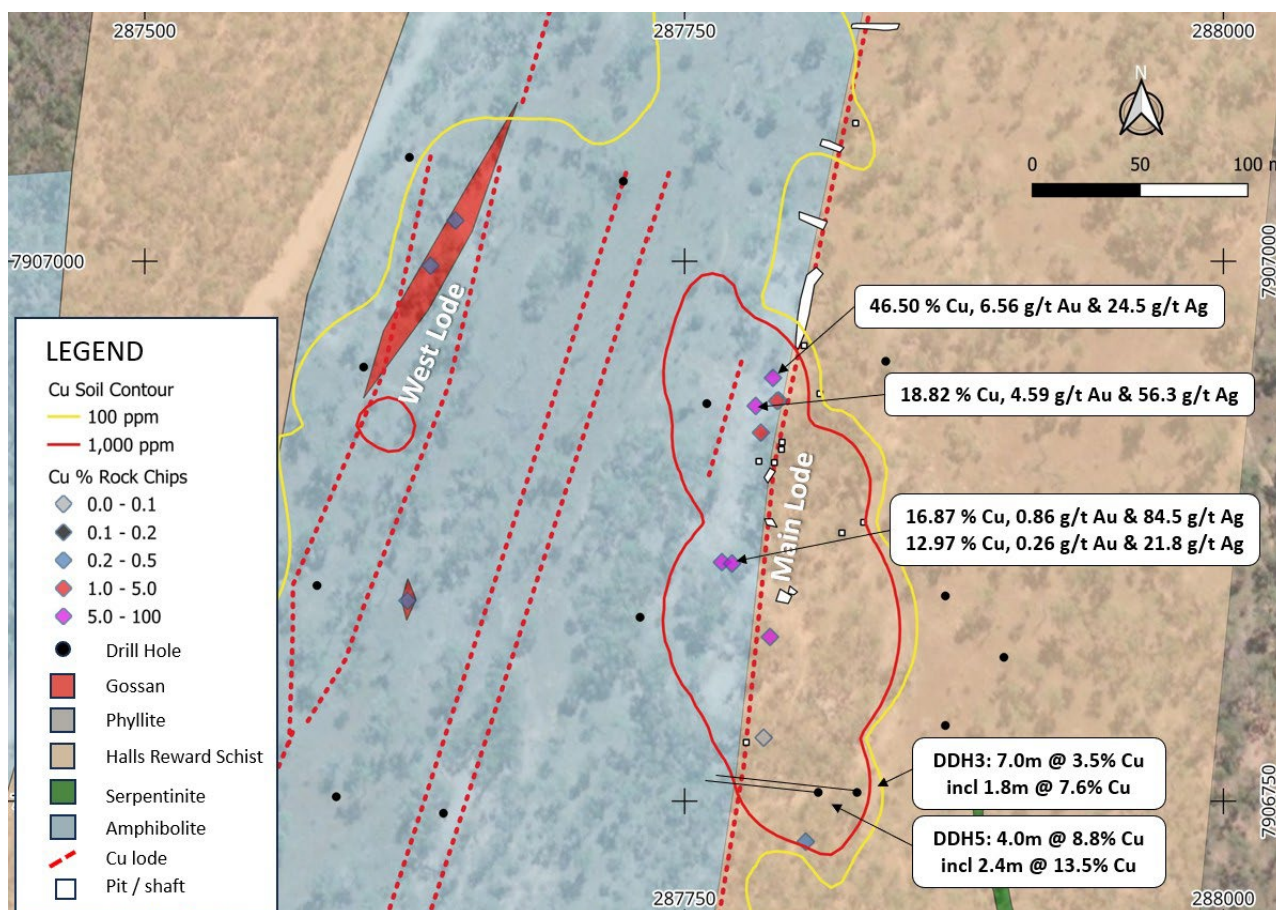 287500
287750
288000
N
0 50 100 m
7907000
7907000
46.50 % Cu, 6.56 g/t Au & 24.5 g/t Ag
West Lode
18.82 % Cu, 4.59 g/t Au & 56.3 g/t Ag
Main Lode
16.87 % Cu, 0.86 g/t Au & 84.5 g/t Ag
12.97 % Cu, 0.26 g/t Au & 21.8 g/t Ag
LEGEND
Cu Soil Contour
100 ppm
1,000 ppm
Cu % Rock Chips
0.0 - 0.1
0.1 - 0.2
0.2 - 0.5
1.0 - 5.0
5.0 - 100
Drill Hole
Gossan
Phyllite
Halls Reward Schist
Serpentinite
Amphibolite
Cu lode
Pit / shaft
DDH3: 7.0m @ 3.5% Cu
incl 1.8m @ 7.6% Cu
DDH5: 4.0m @ 8.8% Cu
incl 2.4m @ 13.5% Cu
7906750
287750
288000